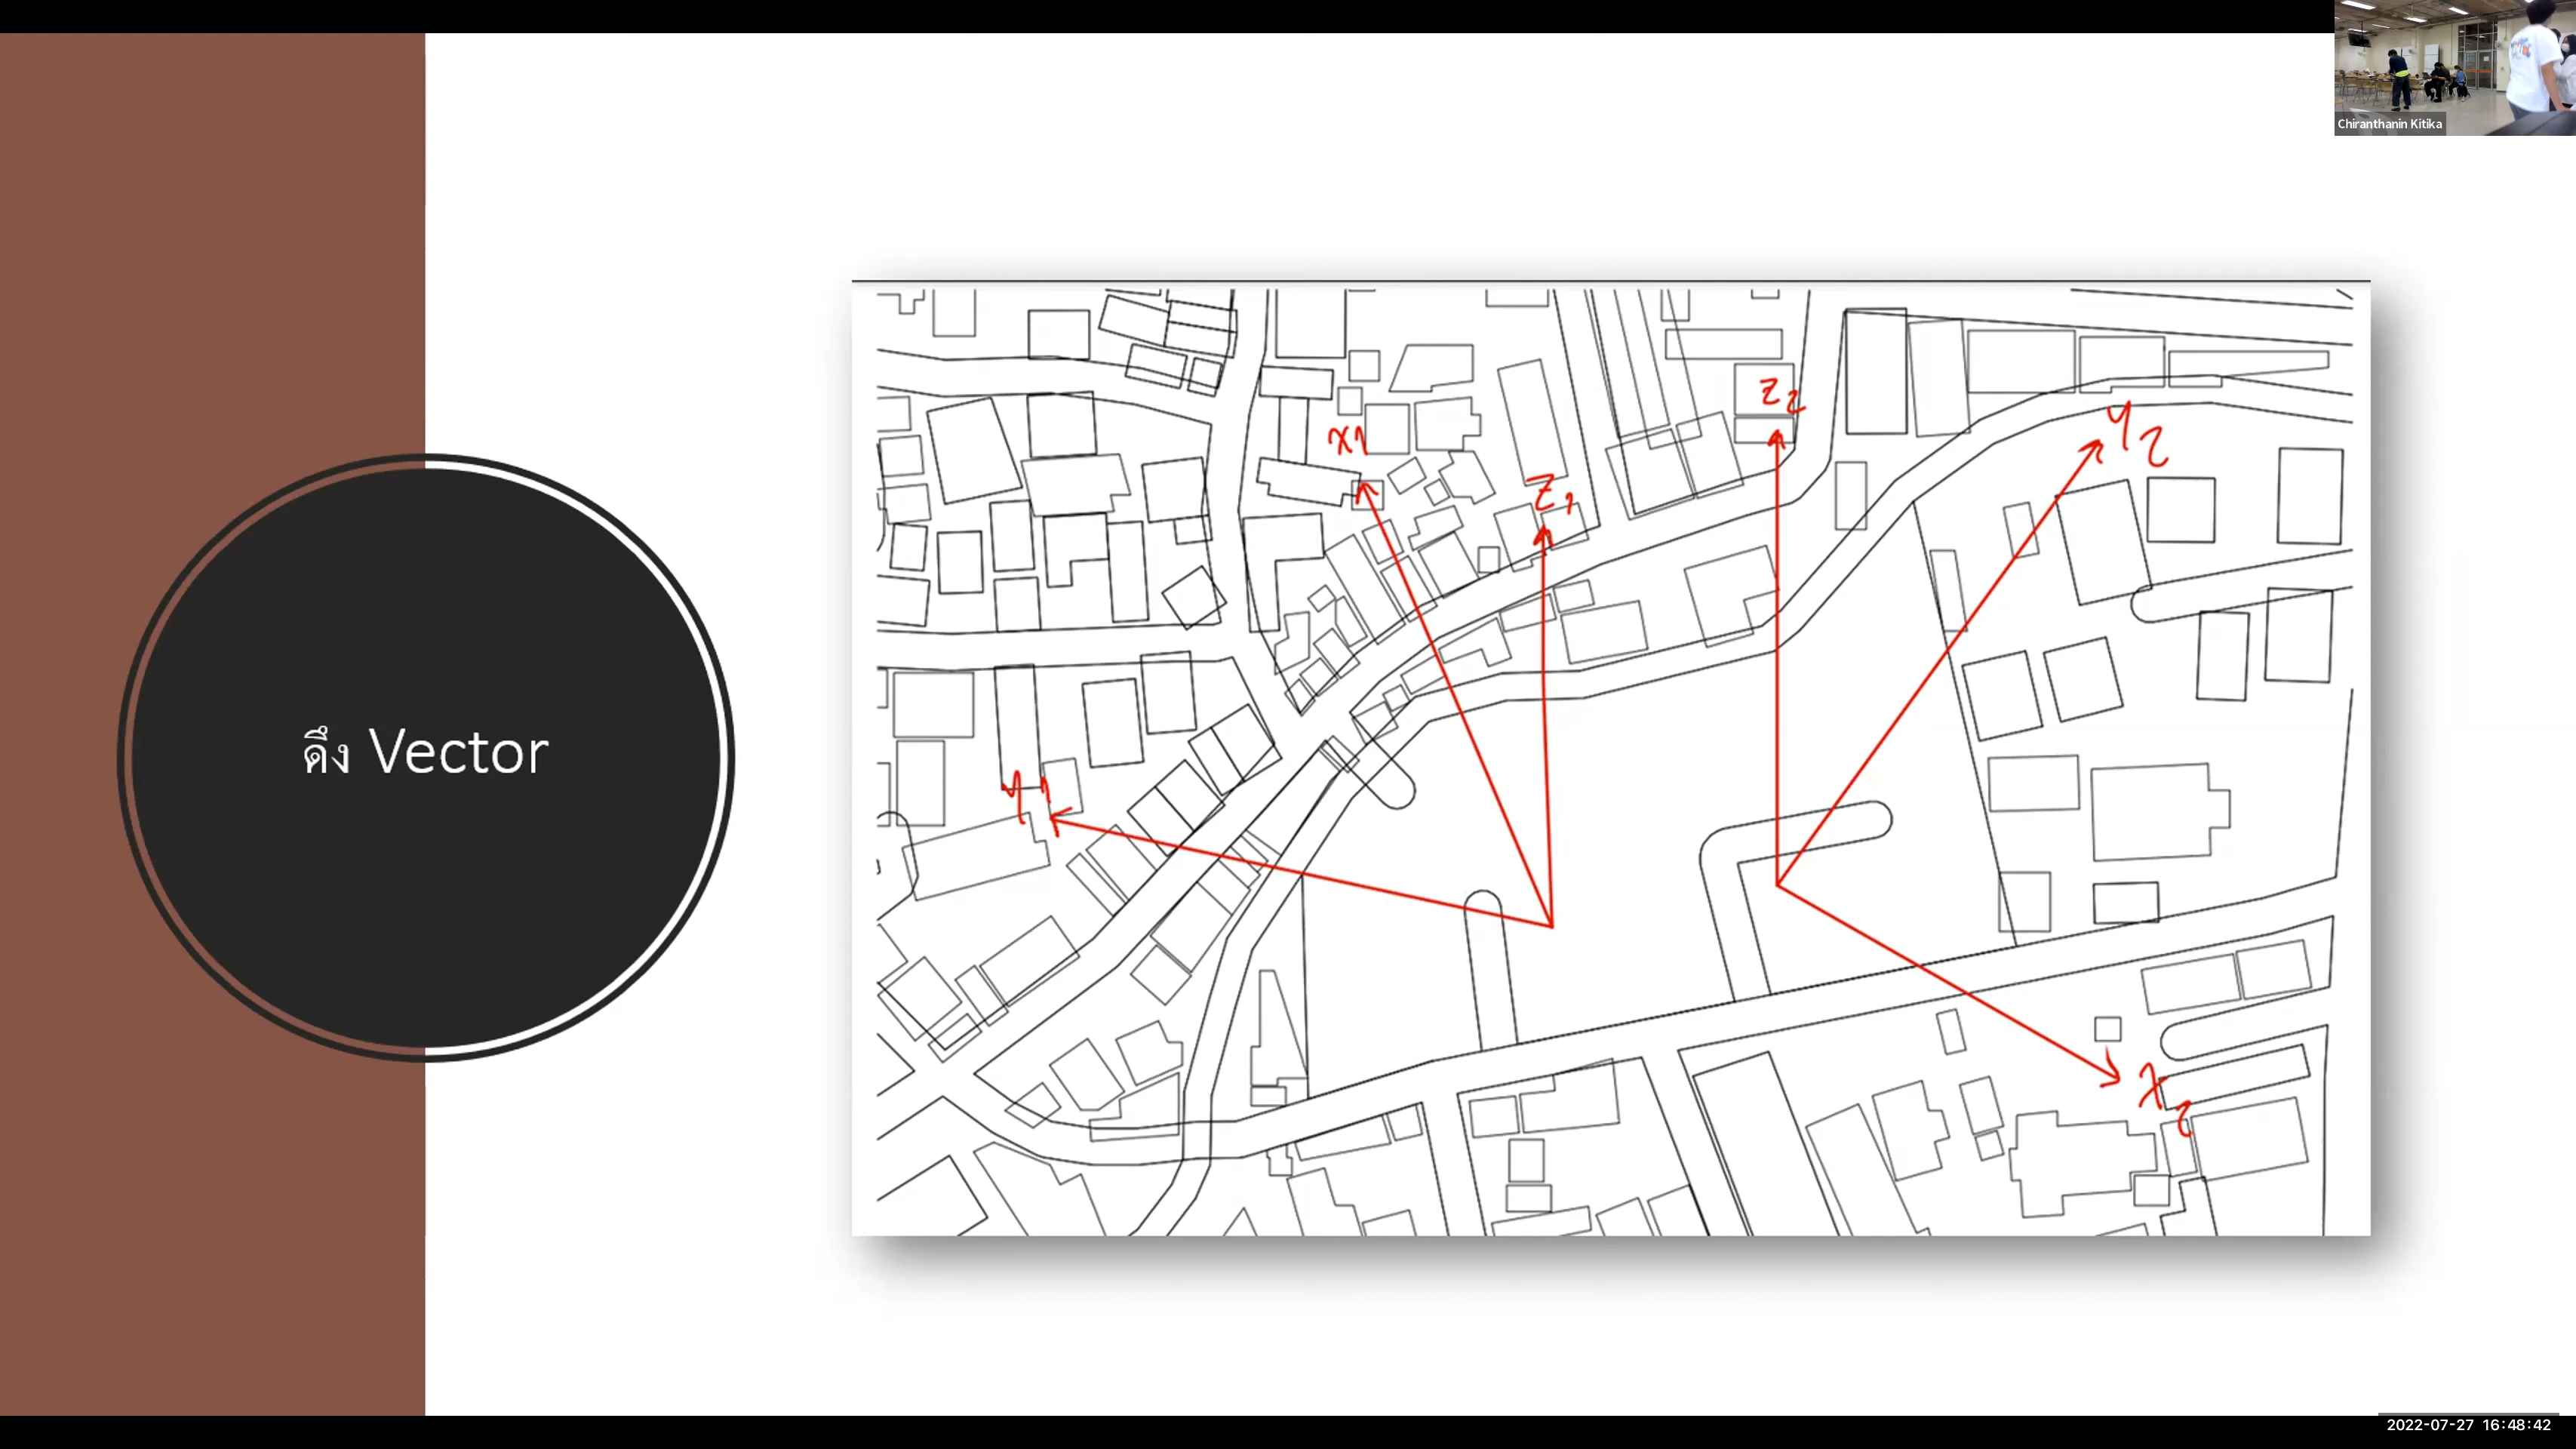 Chiranthanin Kitika
ดึง Vector
x1
z1
z2
y2
y1
x2
2022-07-27 16:48:42